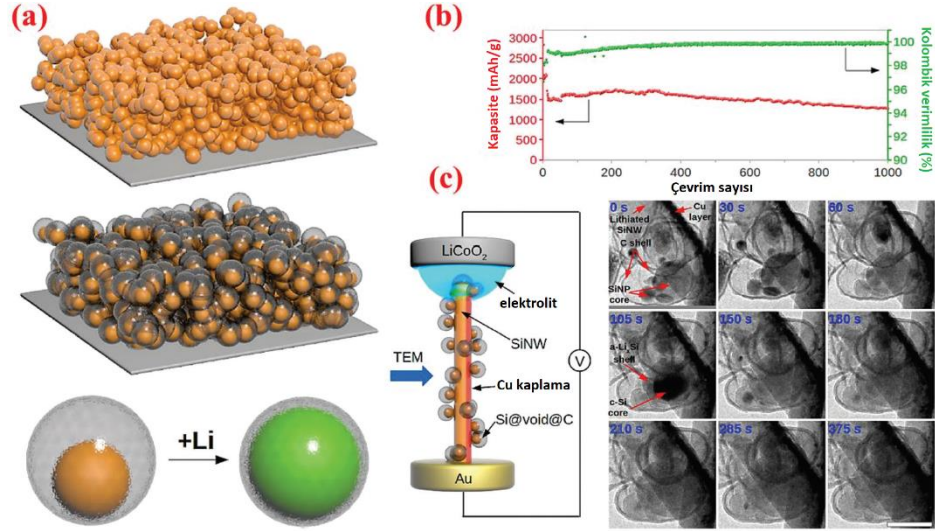 (a)
+Li
(b)
Kapasite (mAh/g)
3000
2500
2000
1500
1000
500
0
100
98
96
94
92
90
Kolombik verimlilik (%)
0
200
400
600
800
1000
Çevrim sayısı
(c)
LiCoO2
elektrolit
SiNW
TEM
Cu kaplama
Si@void@C
Au
V
0 s
Lithiated
SiNW
Cu
layer
C shell
SiNP
core
30 s
60 s
105 s
a-LixSi
shell
c-Si
core
150 s
180 s
210 s
285 s
375 s